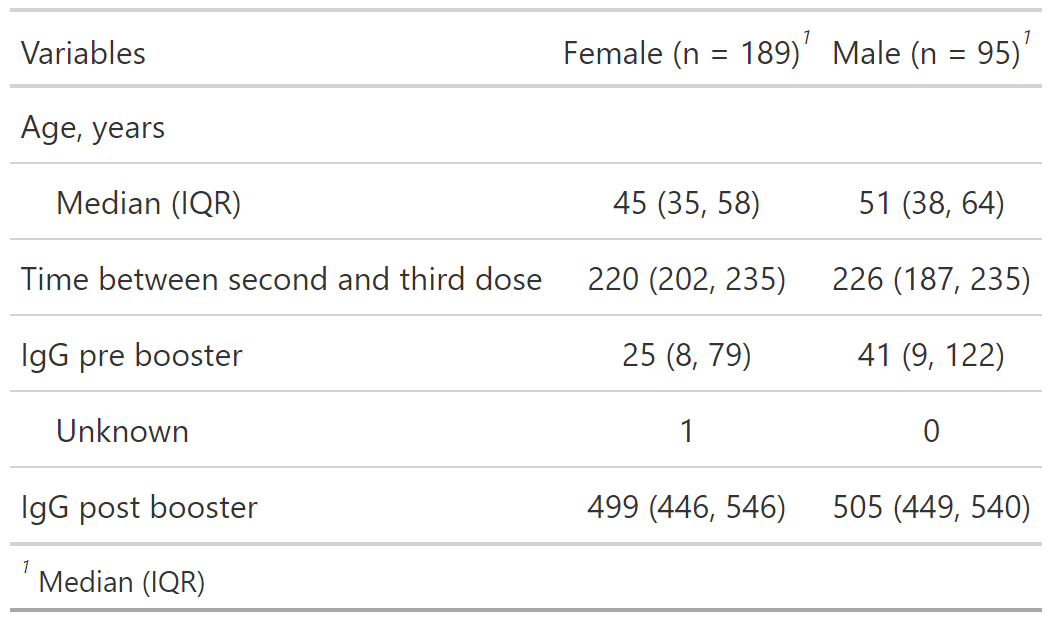 Variables Female (n = 189)1 Male (n = 95)1
Age, years
Median (IQR) 45 (35, 58) 51 (38, 64)
Time between second and third dose 220 (202, 235) 226 (187, 235)
IgG pre booster 25 (8, 79) 41 (9, 122)
Unknown 1 0
IgG post booster 499 (446, 546) 505 (449, 540)
1 Median (IQR)